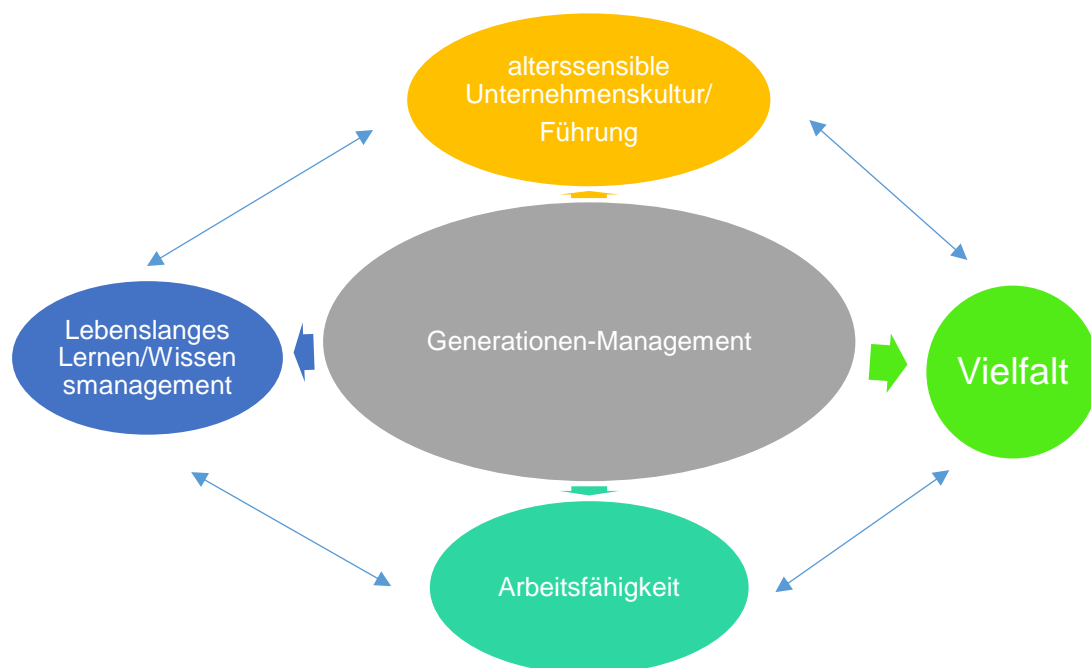 alterssensible
Unternehmenskultur/
Führung
Generationen-Management
Lebenslanges
Lernen/Wissen
smanagement
Vielfalt
Arbeitsfähigkeit